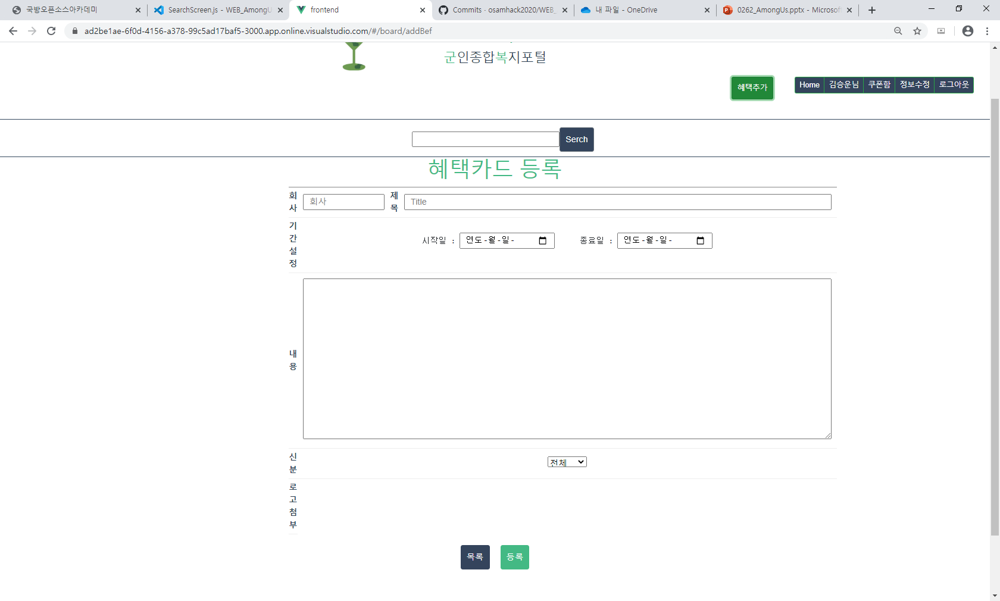 국방오픈소스아카데미
SearchScreen.js - WEB_AmongU
frontend
Commits · osamhack2020/WEB_
내 파일 - OneDrive
0262_AmongUs.pptx - Microsof
ad2be1ae-6f0d-4156-a378-99c5ad17baf5-3000.app.online.visualstudio.com/#/board/addBef
군인종합복지포털
혜택추가
Home
김승운님
쿠폰함
정보수정
로그아웃
Serch
혜택카드 등록
회사
회사
제목
Title
기간설정
시작일 :
연도-월-일-
종료일 :
연도-월-일-
내용
신분
전체
로고첨부
목록
등록